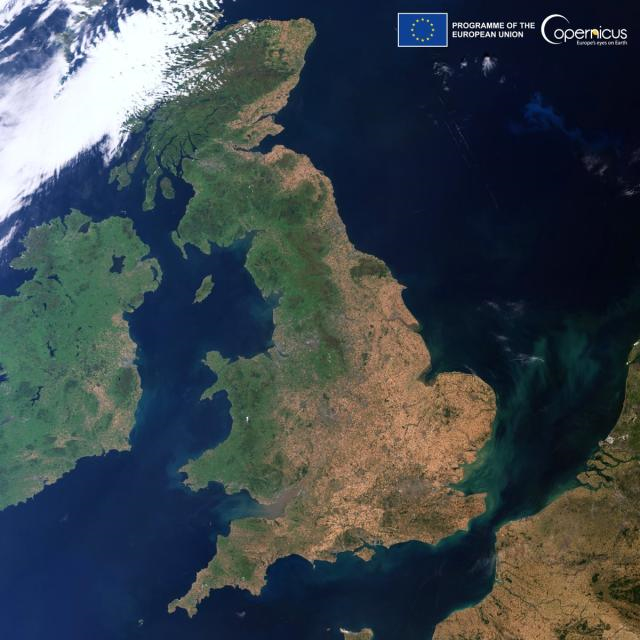 PROGRAMME OF THE
EUROPEAN UNION
Copernicus
Europe's eyes on Earth